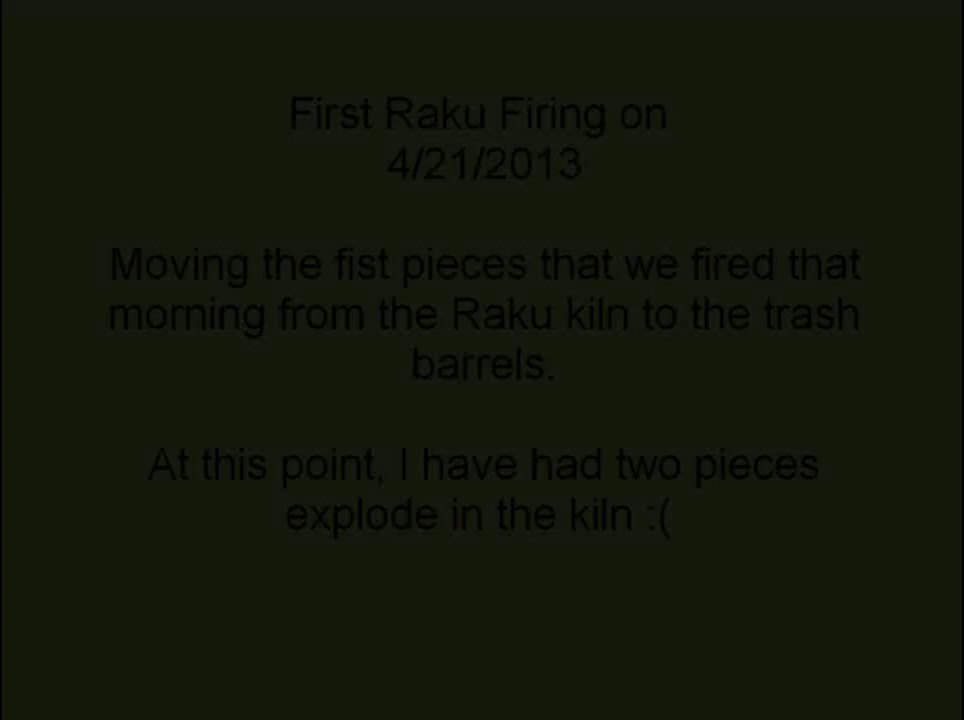 First Raku Firing on
4/21/2013
Moving the fist pieces that we fired that
morning from the Raku kiln to the trash
barrels.
At this point, I have had two pieces
explode in the kiln :(